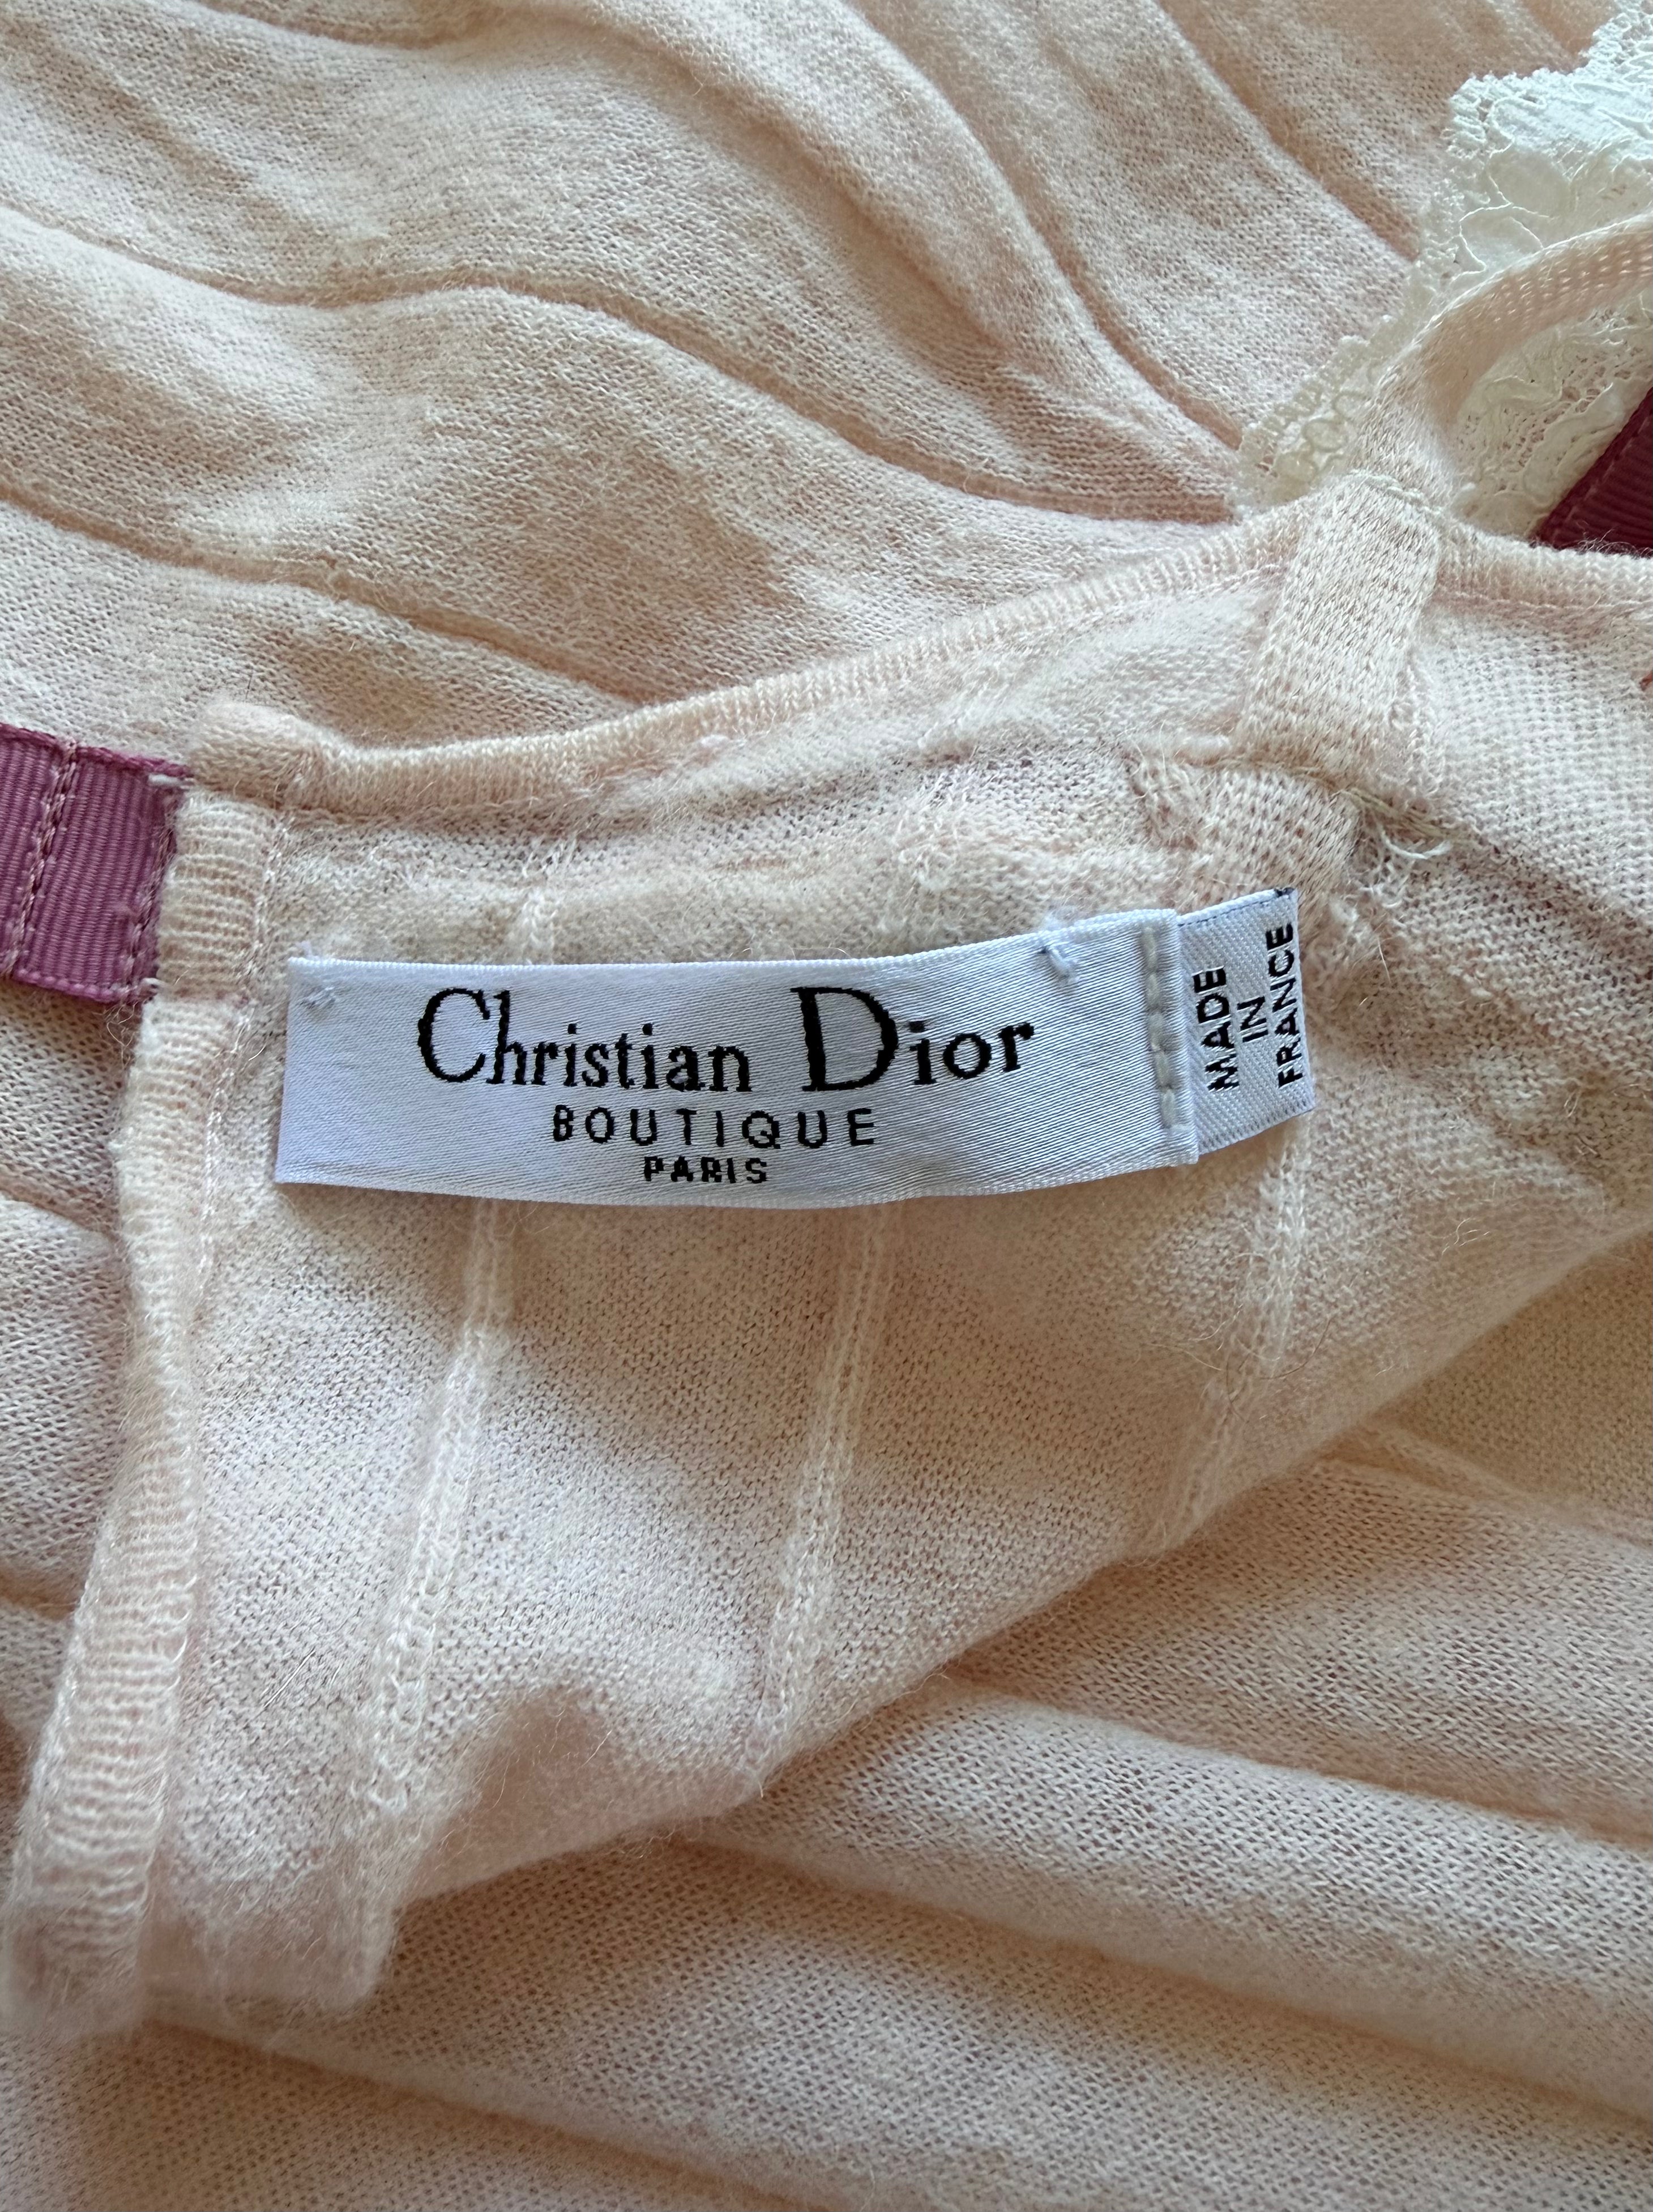 Christian Dior
BOUTIQUE
PARIS
MADE
IN
FRANCE